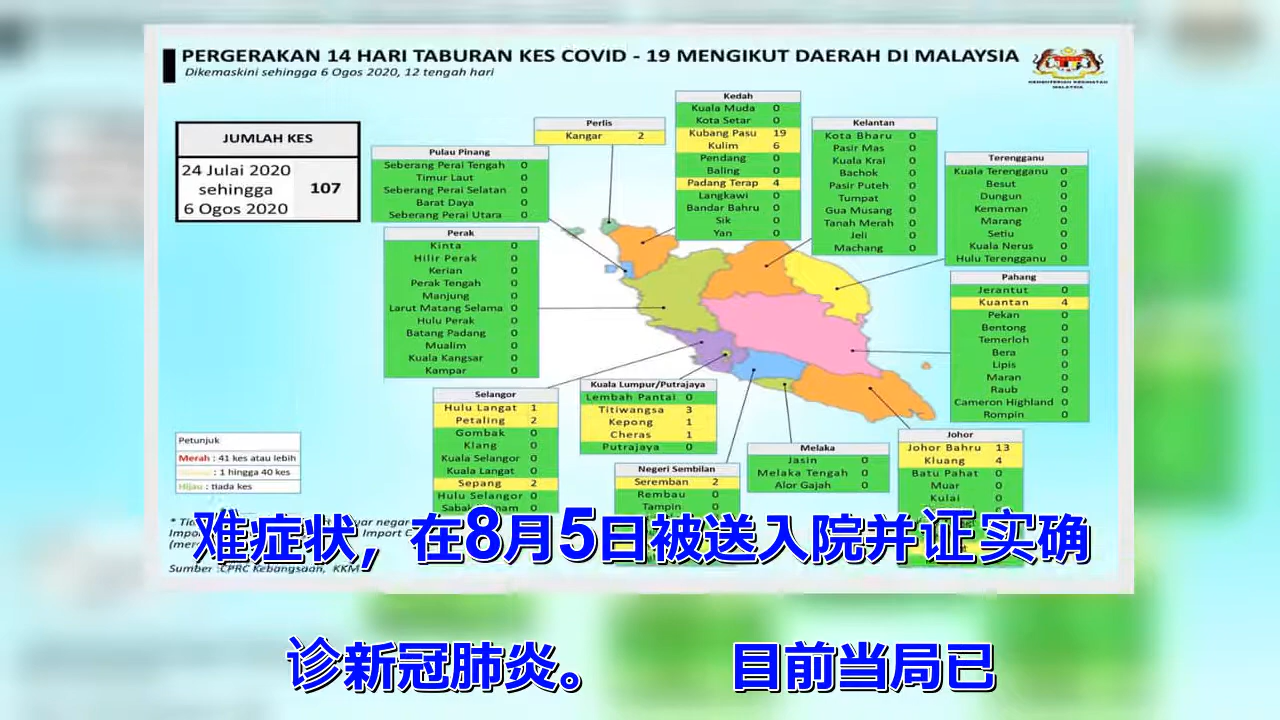 PERGERAKAN 14 HARI TABURAN KES COVID - 19 MENGIKUT DAERAH DI MALAYSIA
Dikemaskini sehingga 6 Ogos 2020, 12 tengah hari
KEMENTERIAN KESIHATAN
MALAYSIA
JUMLAH KES
24 Julai 2020
sehingga
6 Ogos 2020
107
Perlis
Kangar 2
Pulau Pinang
Seberang Perai Tengah 0
Timur Laut 0
Seberang Perai Selatan 0
Barat Daya 0
Seberang Perai Utara 0
Kedah
Kuala Muda 0
Kota Setar 0
Kubang Pasu 19
Kulim 6
Pendang 0
Baling 0
Padang Terap 4
Langkawi 0
Bandar Bahru 0
Sik 0
Yan 0
Kelantan
Kota Bharu 0
Pasir Mas 0
Kuala Krai 0
Bachok 0
Pasir Puteh 0
Tumpat 0
Gua Musang 0
Tanah Merah 0
Jeli 0
Machang 0
Terengganu
Kuala Terengganu 0
Besut 0
Dungun 0
Kemaman 0
Marang 0
Setiu 0
Kuala Nerus 0
Hulu Terengganu 0
Perak
Kinta 0
Hilir Perak 0
Kerian 0
Perak Tengah 0
Manjung 0
Larut Matang Selama 0
Hulu Perak 0
Batang Padang 0
Mualim 0
Kuala Kangsar 0
Kampar 0
Pahang
Jerantut 0
Kuantan 4
Pekan 0
Bentong 0
Temerloh 0
Bera 0
Lipis 0
Maran 0
Raub 0
Cameron Highland 0
Rompin 0
Selangor
Hulu Langat 1
Petaling 2
Gombak 0
Klang 0
Kuala Selangor 0
Kuala Langat 0
Sepang 2
Hulu Selangor 0
Kuala Lumpur/Putrajaya
Lembah Pantai 0
Titiwangsa 3
Kepong 1
Cheras 1
Putrajaya 0
Negeri Sembilan
Seremban 2
Rembau 0
Tampin
Melaka
Jasin 0
Melaka Tengah 0
Alor Gajah 0
Johor
Johor Bahru 13
Kluang 4
Batu Pahat 0
Muar 0
Kulai 0
Petunjuk
Merah : 41 kes atau lebih
: 1 hingga 40 kes
Hijau : tiada kes
Sumber : CPRC Kebangsaan, KKM
难症状，在8月5日被送入院并证实确
诊新冠肺炎。 目前当局已